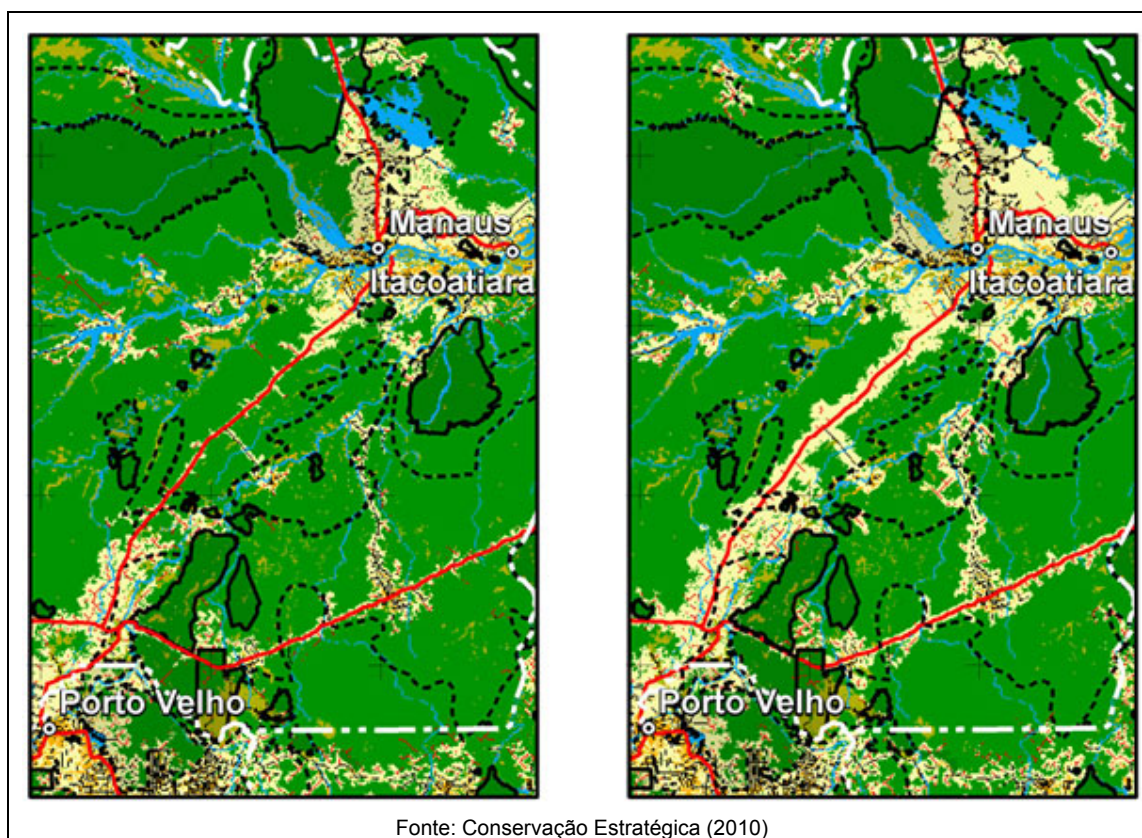 Manaus
Itacoatiara
Porto Velho
Manaus
Itacoatiara
Porto Velho
Fonte: Conservação Estratégica (2010)